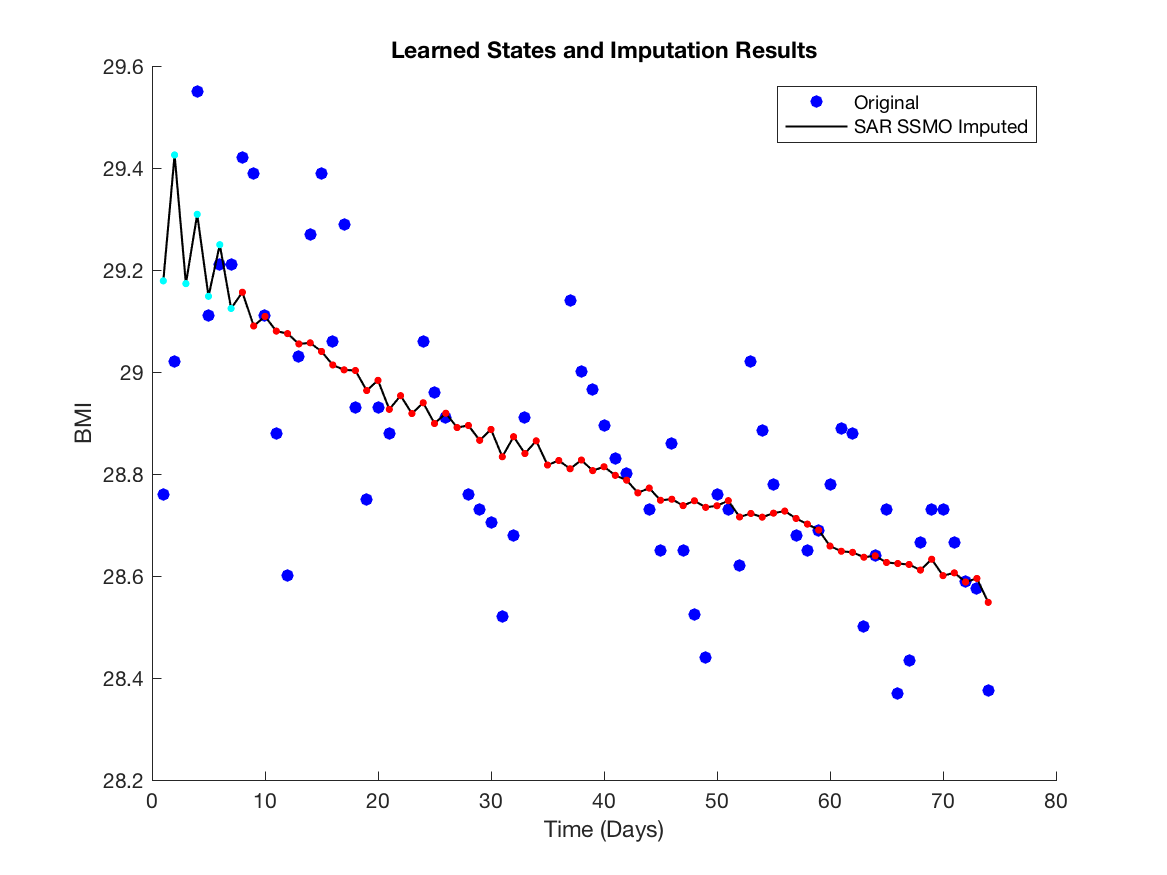 Learned States and Imputation Results
29.6
29.4
29.2
29
28.8
28.6
28.4
28.2
BMI
Original
SAR SSMO Imputed
0 10 20 30 40 50 60 70 80
Time (Days)